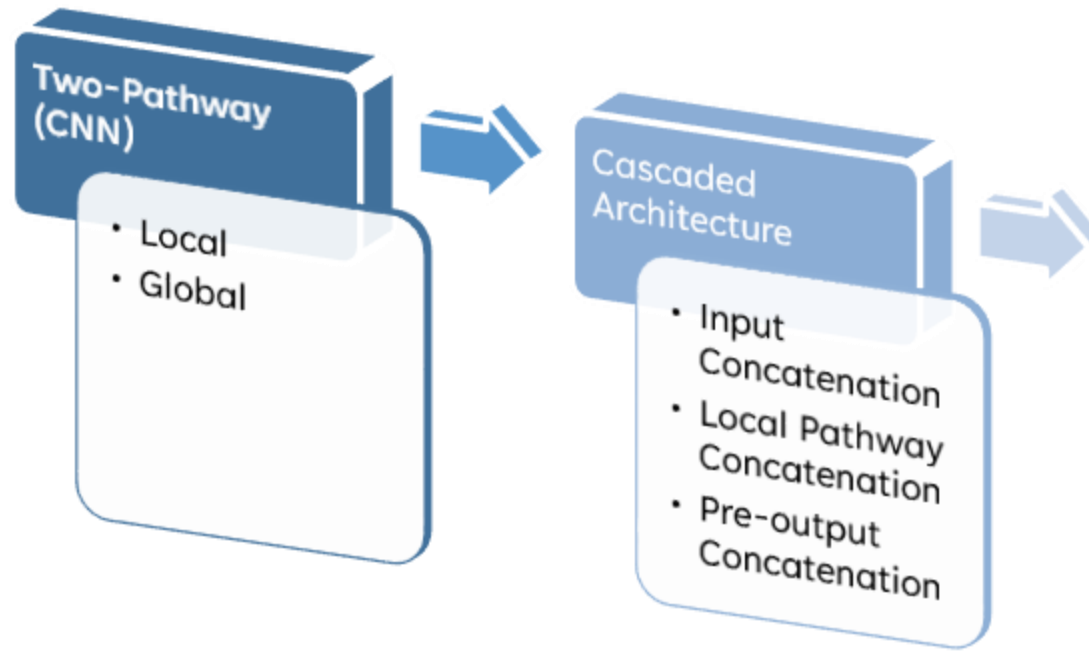 Two-Pathway
(CNN)
• Local
• Global
Cascaded
Architecture
• Input
Concatenation
• Local Pathway
Concatenation
• Pre-output
Concatenation